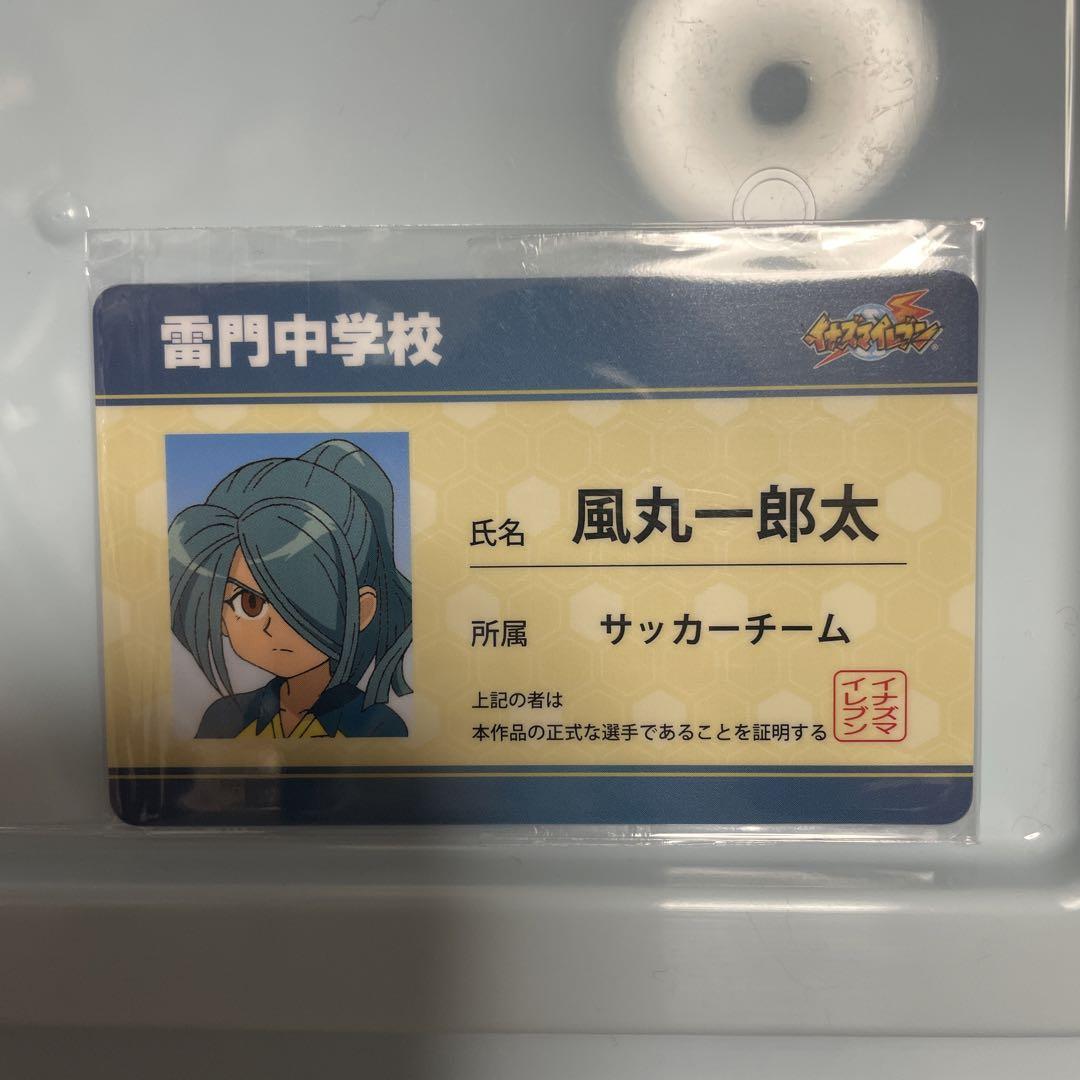 雷門中学校
イナズマイレブン
氏名 風丸一郎太
所属 サッカーチーム
上記の者は
本作品の正式な選手であることを証明する
イナズマ
イレブン